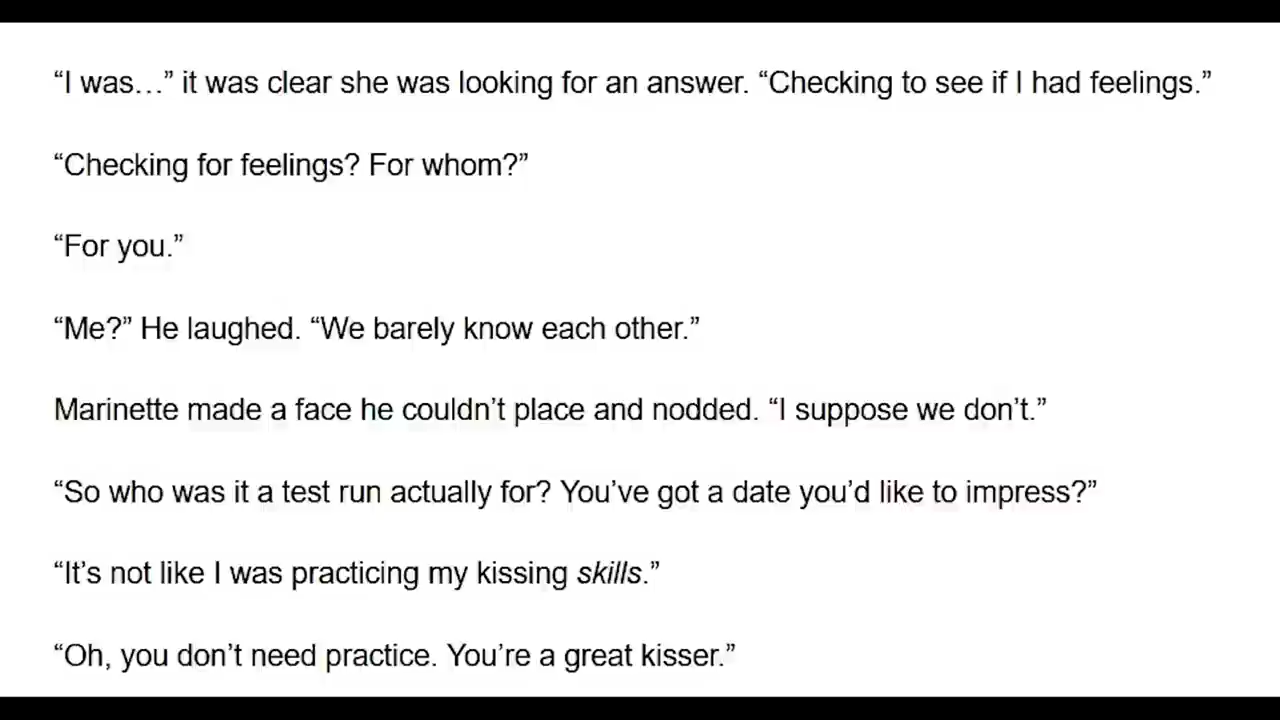 “I was…” it was clear she was looking for an answer. “Checking to see if I had feelings.”
“Checking for feelings? For whom?”
“For you.”
“Me?” He laughed. “We barely know each other.”
Marinette made a face he couldn’t place and nodded. “I suppose we don’t.”
“So who was it a test run actually for? You’ve got a date you’d like to impress?”
“It’s not like I was practicing my kissing skills.”
“Oh, you don’t need practice. You’re a great kisser.”